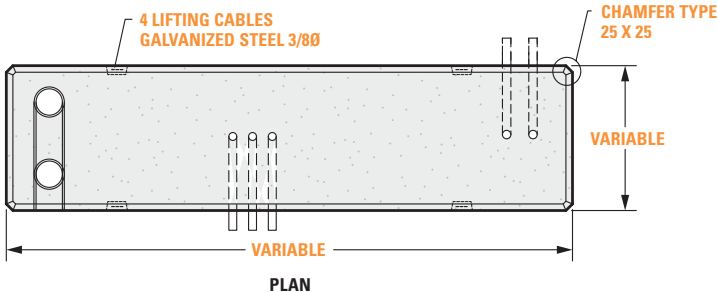 4 LIFTING CABLES
GALVANIZED STEEL 3/8Ø
CHAMFER TYPE
25 X 25
VARIABLE
VARIABLE
PLAN